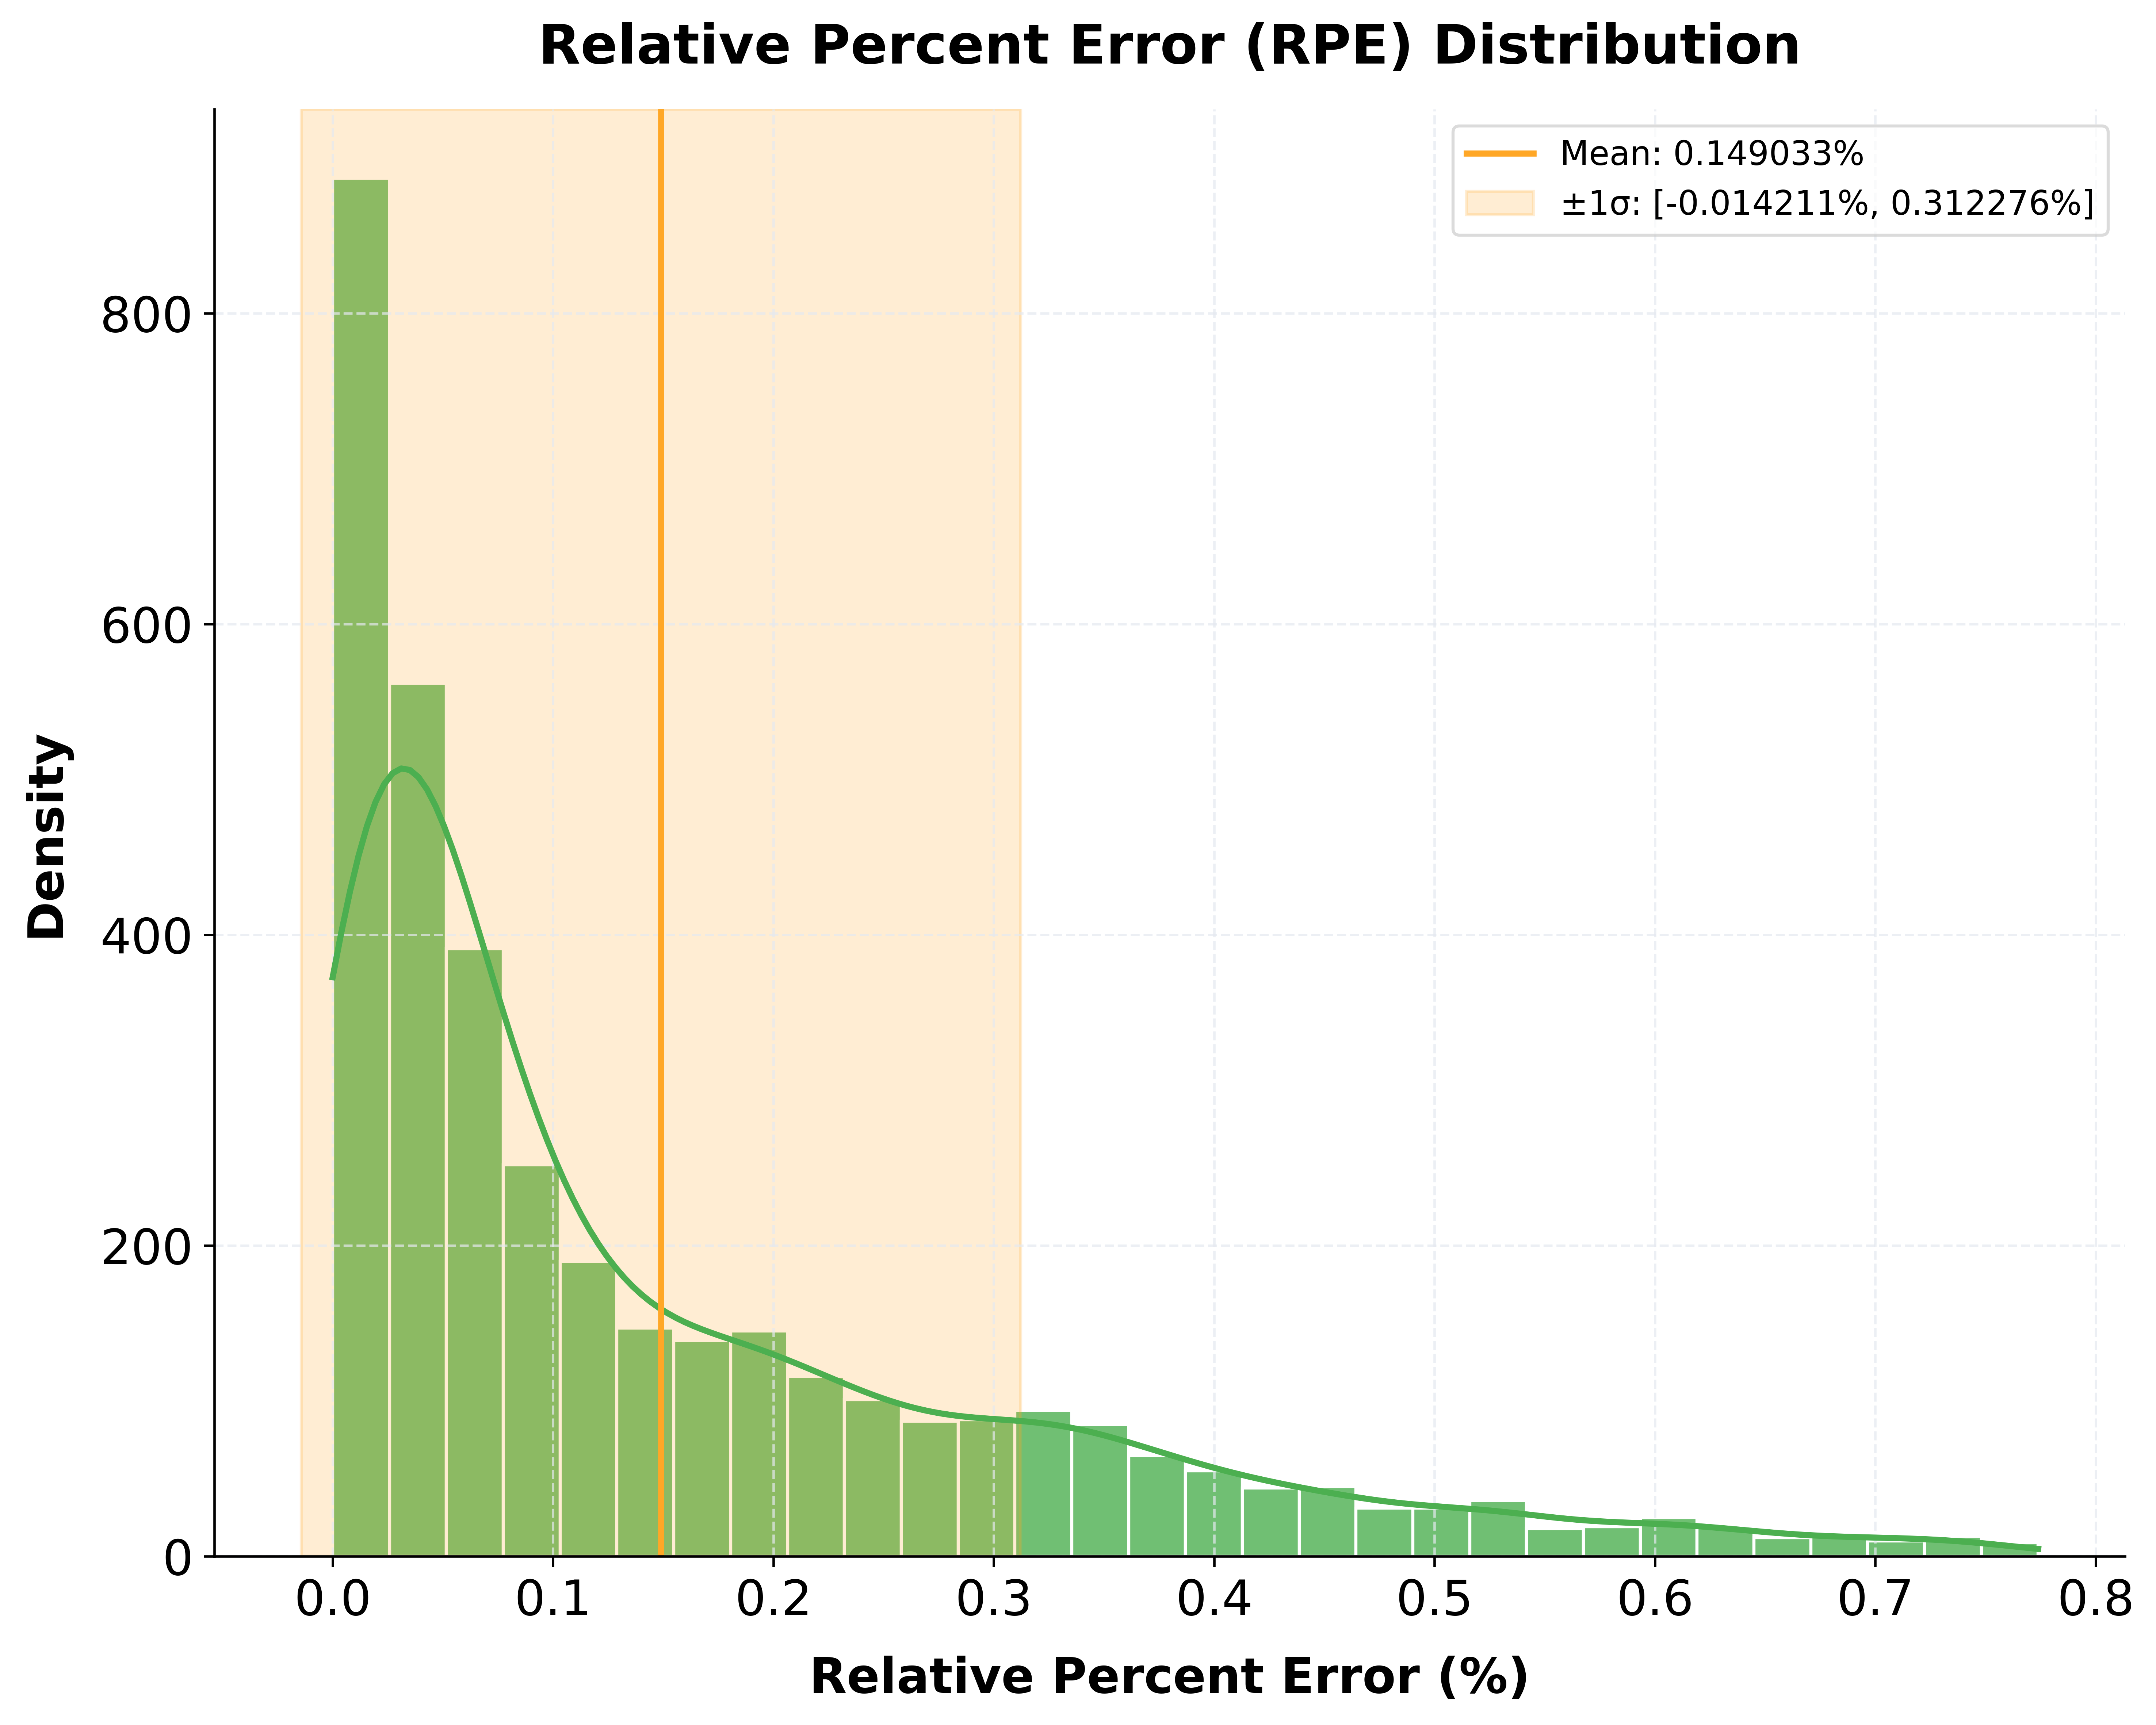 Relative Percent Error (RPE) Distribution
Mean: 0.149033%
±1σ: [-0.014211%, 0.312276%]
Density
800
600
400
200
0
0.0 0.1 0.2 0.3 0.4 0.5 0.6 0.7 0.8
Relative Percent Error (%)